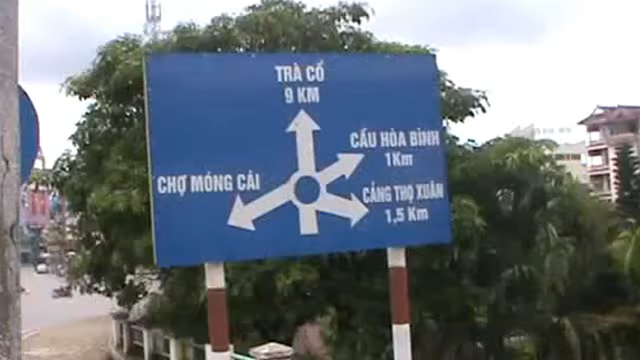 TRÀ CỔ
9 KM
CẦU HÒA BÌNH
1Km
CHỢ MÓNG CÁI
CẢNG THỌ XUÂN
1,5 Km